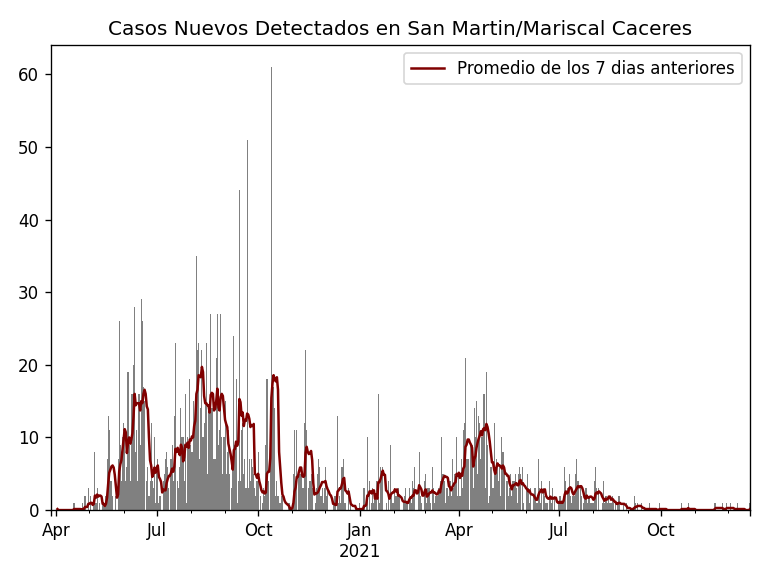 Casos Nuevos Detectados en San Martin/Mariscal Caceres
Promedio de los 7 dias anteriores
60
50
40
30
20
10
0
Apr Jul Oct Jan Apr Jul Oct
2021